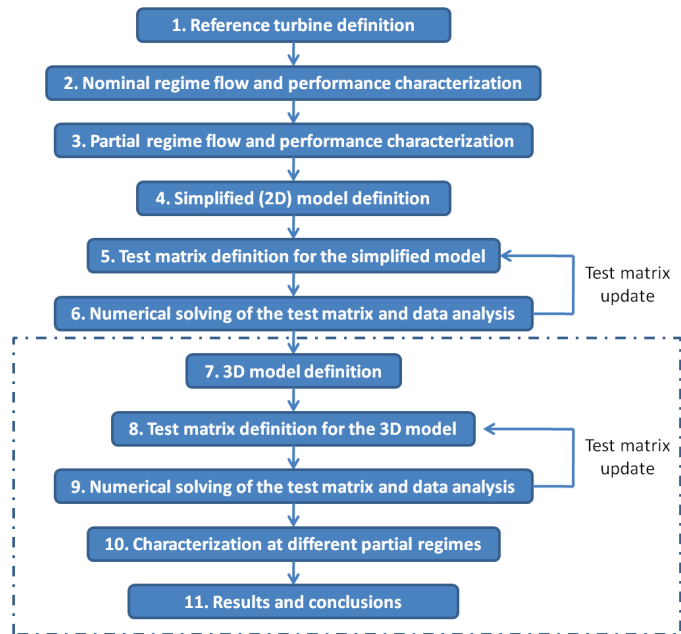 1. Reference turbine definition
2. Nominal regime flow and performance characterization
3. Partial regime flow and performance characterization
4. Simplified (2D) model definition
5. Test matrix definition for the simplified model
Test matrix
update
6. Numerical solving of the test matrix and data analysis
7. 3D model definition
8. Test matrix definition for the 3D model
Test matrix
update
9. Numerical solving of the test matrix and data analysis
10. Characterization at different partial regimes
11. Results and conclusions